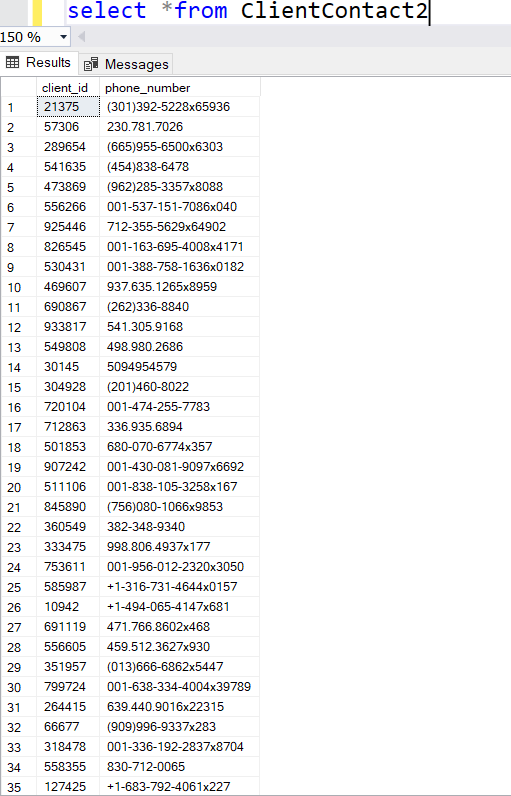 select *from ClientContact2
150 %
Results Messages
client_id phone_number
1 21375 (301)392-5228x65936
2 57306 230.781.7026
3 289654 (665)955-6500x6303
4 541635 (454)838-6478
5 473869 (962)285-3357x8088
6 556266 001-537-151-7086x040
7 925446 712-355-5629x64902
8 826545 001-163-695-4008x4171
9 530431 001-388-758-1636x0182
10 469607 937.635.1265x8959
11 690867 (262)336-8840
12 933817 541.305.9168
13 549808 498.980.2686
14 30145 5094954579
15 304928 (201)460-8022
16 720104 001-474-255-7783
17 712863 336.935.6894
18 501853 680-070-6774x357
19 907242 001-430-081-9097x6692
20 511106 001-838-105-3258x167
21 845890 (756)080-1066x9853
22 360549 382-348-9340
23 333475 998.806.4937x177
24 753611 001-956-012-2320x3050
25 585987 +1-316-731-4644x0157
26 10942 +1-494-065-4147x681
27 691119 471.766.8602x468
28 556605 459.512.3627x930
29 351957 (013)666-6862x5447
30 799724 001-638-334-4004x39789
31 264415 639.440.9016x22315
32 66677 (909)996-9337x283
33 318478 001-336-192-2837x8704
34 558355 830-712-0065
35 127425 +1-683-792-4061x227